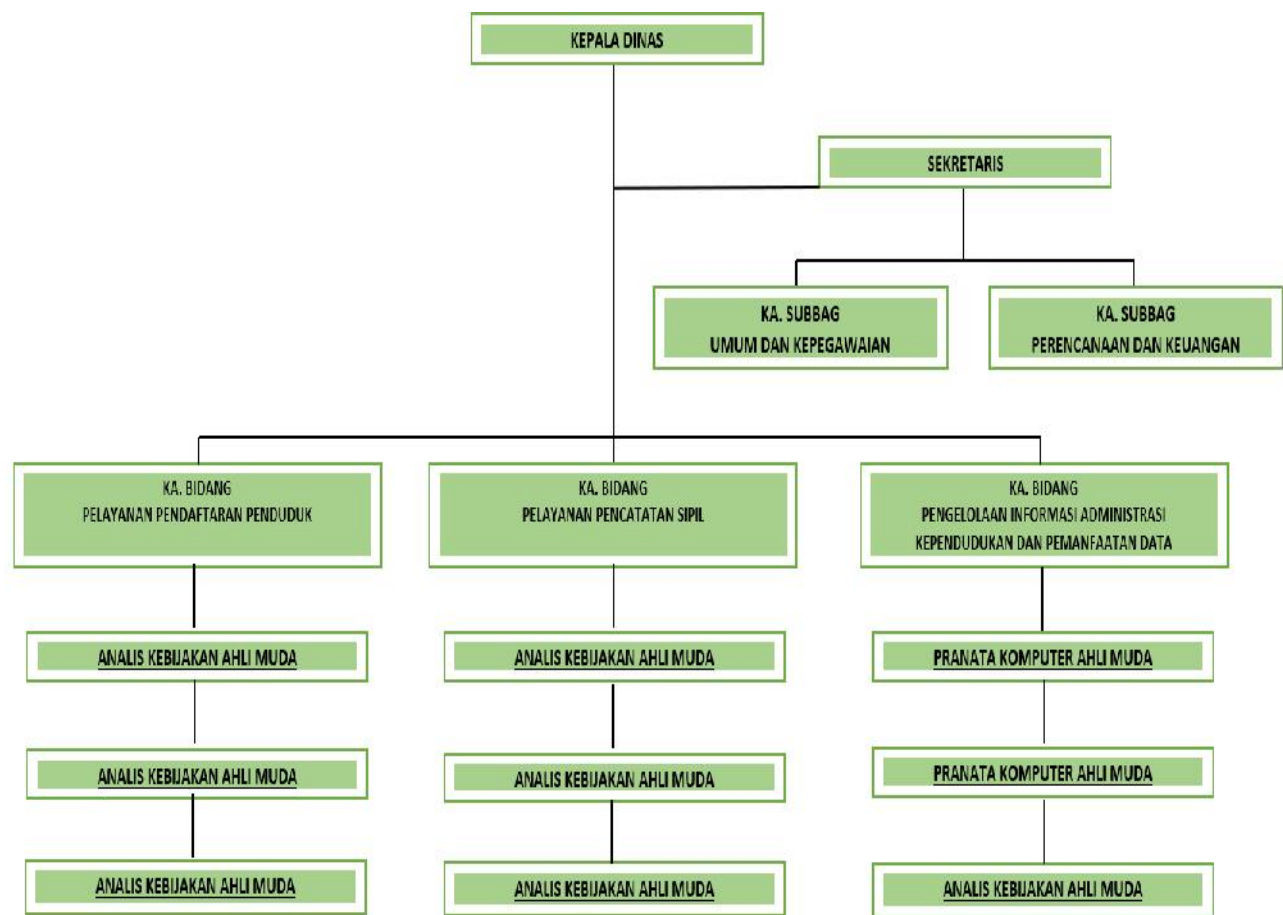 KEPALA DINAS
SEKRETARIS
KA. SUBBAG
UMUM DAN KEPEGAWAIAN
KA. SUBBAG
PERENCANAAN DAN KEUANGAN
KA. BIDANG
PELAYANAN PENDAFTARAN PENDUDUK
KA. BIDANG
PELAYANAN PENCATATAN SIPIL
KA. BIDANG
PENGELOLAAN INFORMASI ADMINISTRASI
KEPENDUDUKAN DAN PEMANFAATAN DATA
ANALIS KEBIJAKAN AHLI MUDA
ANALIS KEBIJAKAN AHLI MUDA
PRANATA KOMPUTER AHLI MUDA
ANALIS KEBIJAKAN AHLI MUDA
ANALIS KEBIJAKAN AHLI MUDA
PRANATA KOMPUTER AHLI MUDA
ANALIS KEBIJAKAN AHLI MUDA
ANALIS KEBIJAKAN AHLI MUDA
ANALIS KEBIJAKAN AHLI MUDA